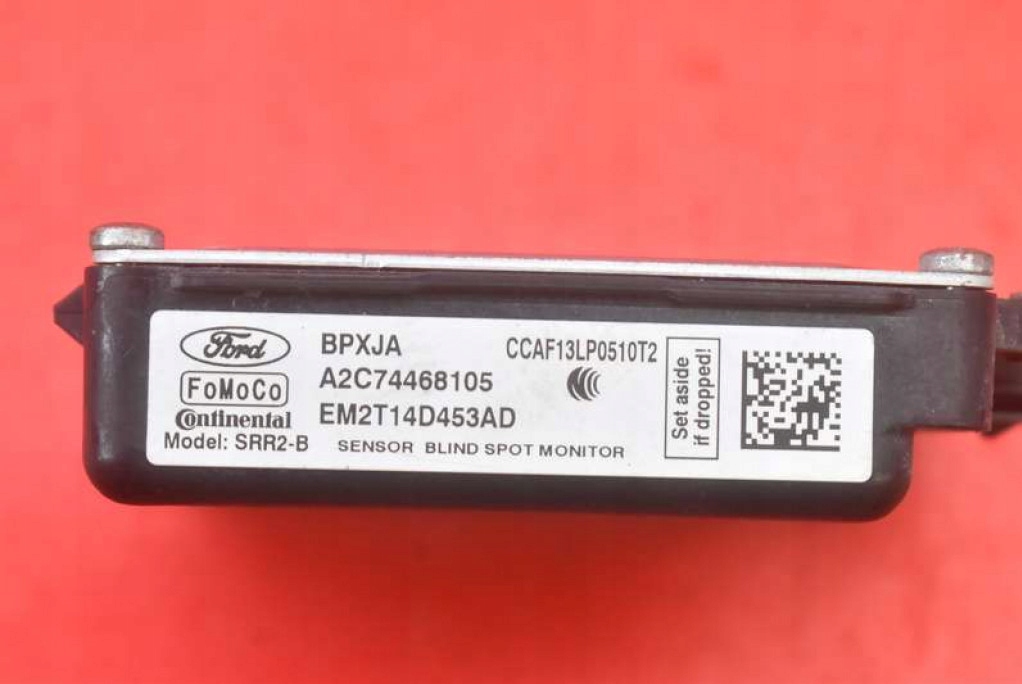 Ford
FoMoCo
Continental
Model: SRR2-B
BPXJA
A2C74468105
EM2T14D453AD
SENSOR BLIND SPOT MONITOR
CCAF13LP0510T2
Set aside
if dropped!